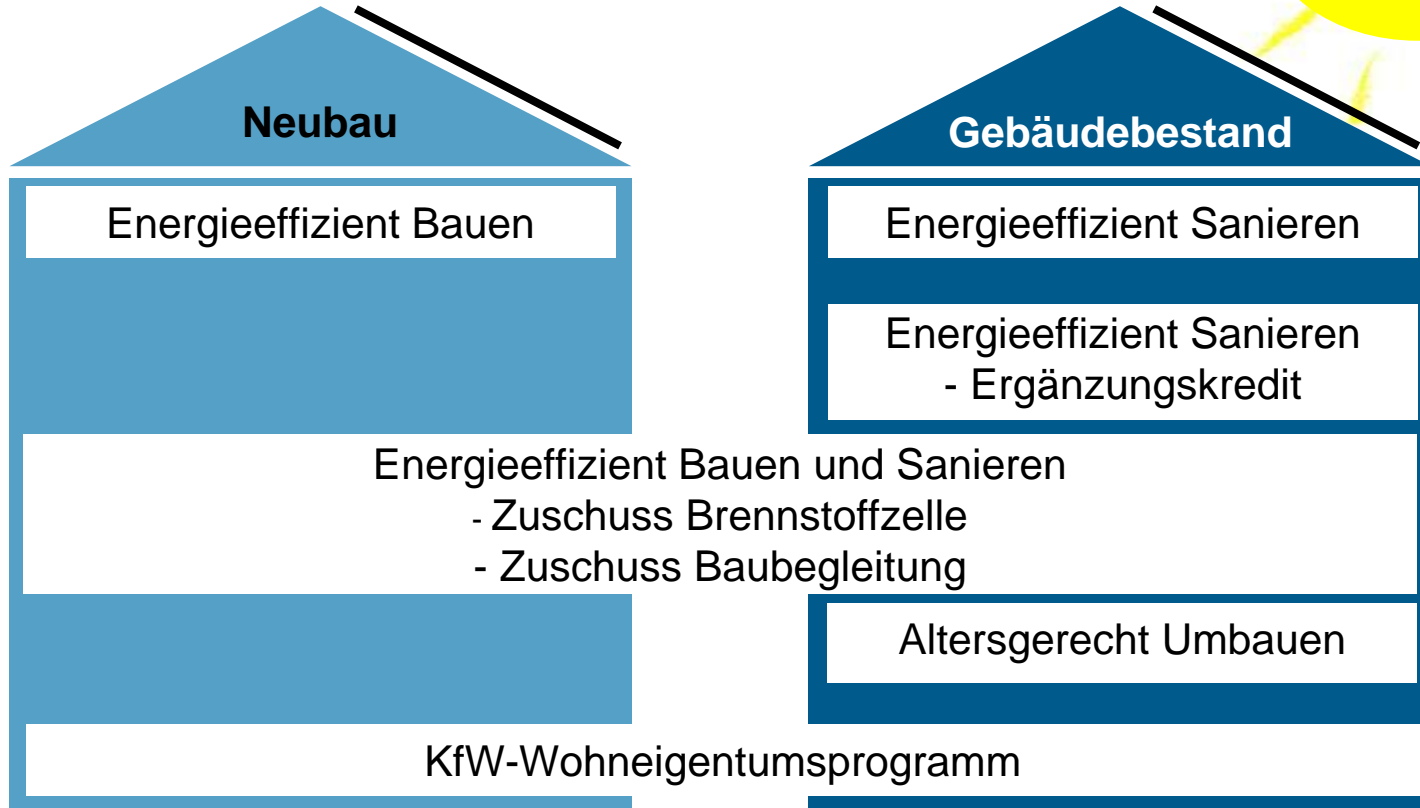 Neubau
Gebäudebestand
Energieeffizient Bauen
Energieeffizient Sanieren
Energieeffizient Sanieren
- Ergänzungskredit
Energieeffizient Bauen und Sanieren
- Zuschuss Brennstoffzelle
- Zuschuss Baubegleitung
Altersgerecht Umbauen
KfW-Wohneigentumsprogramm